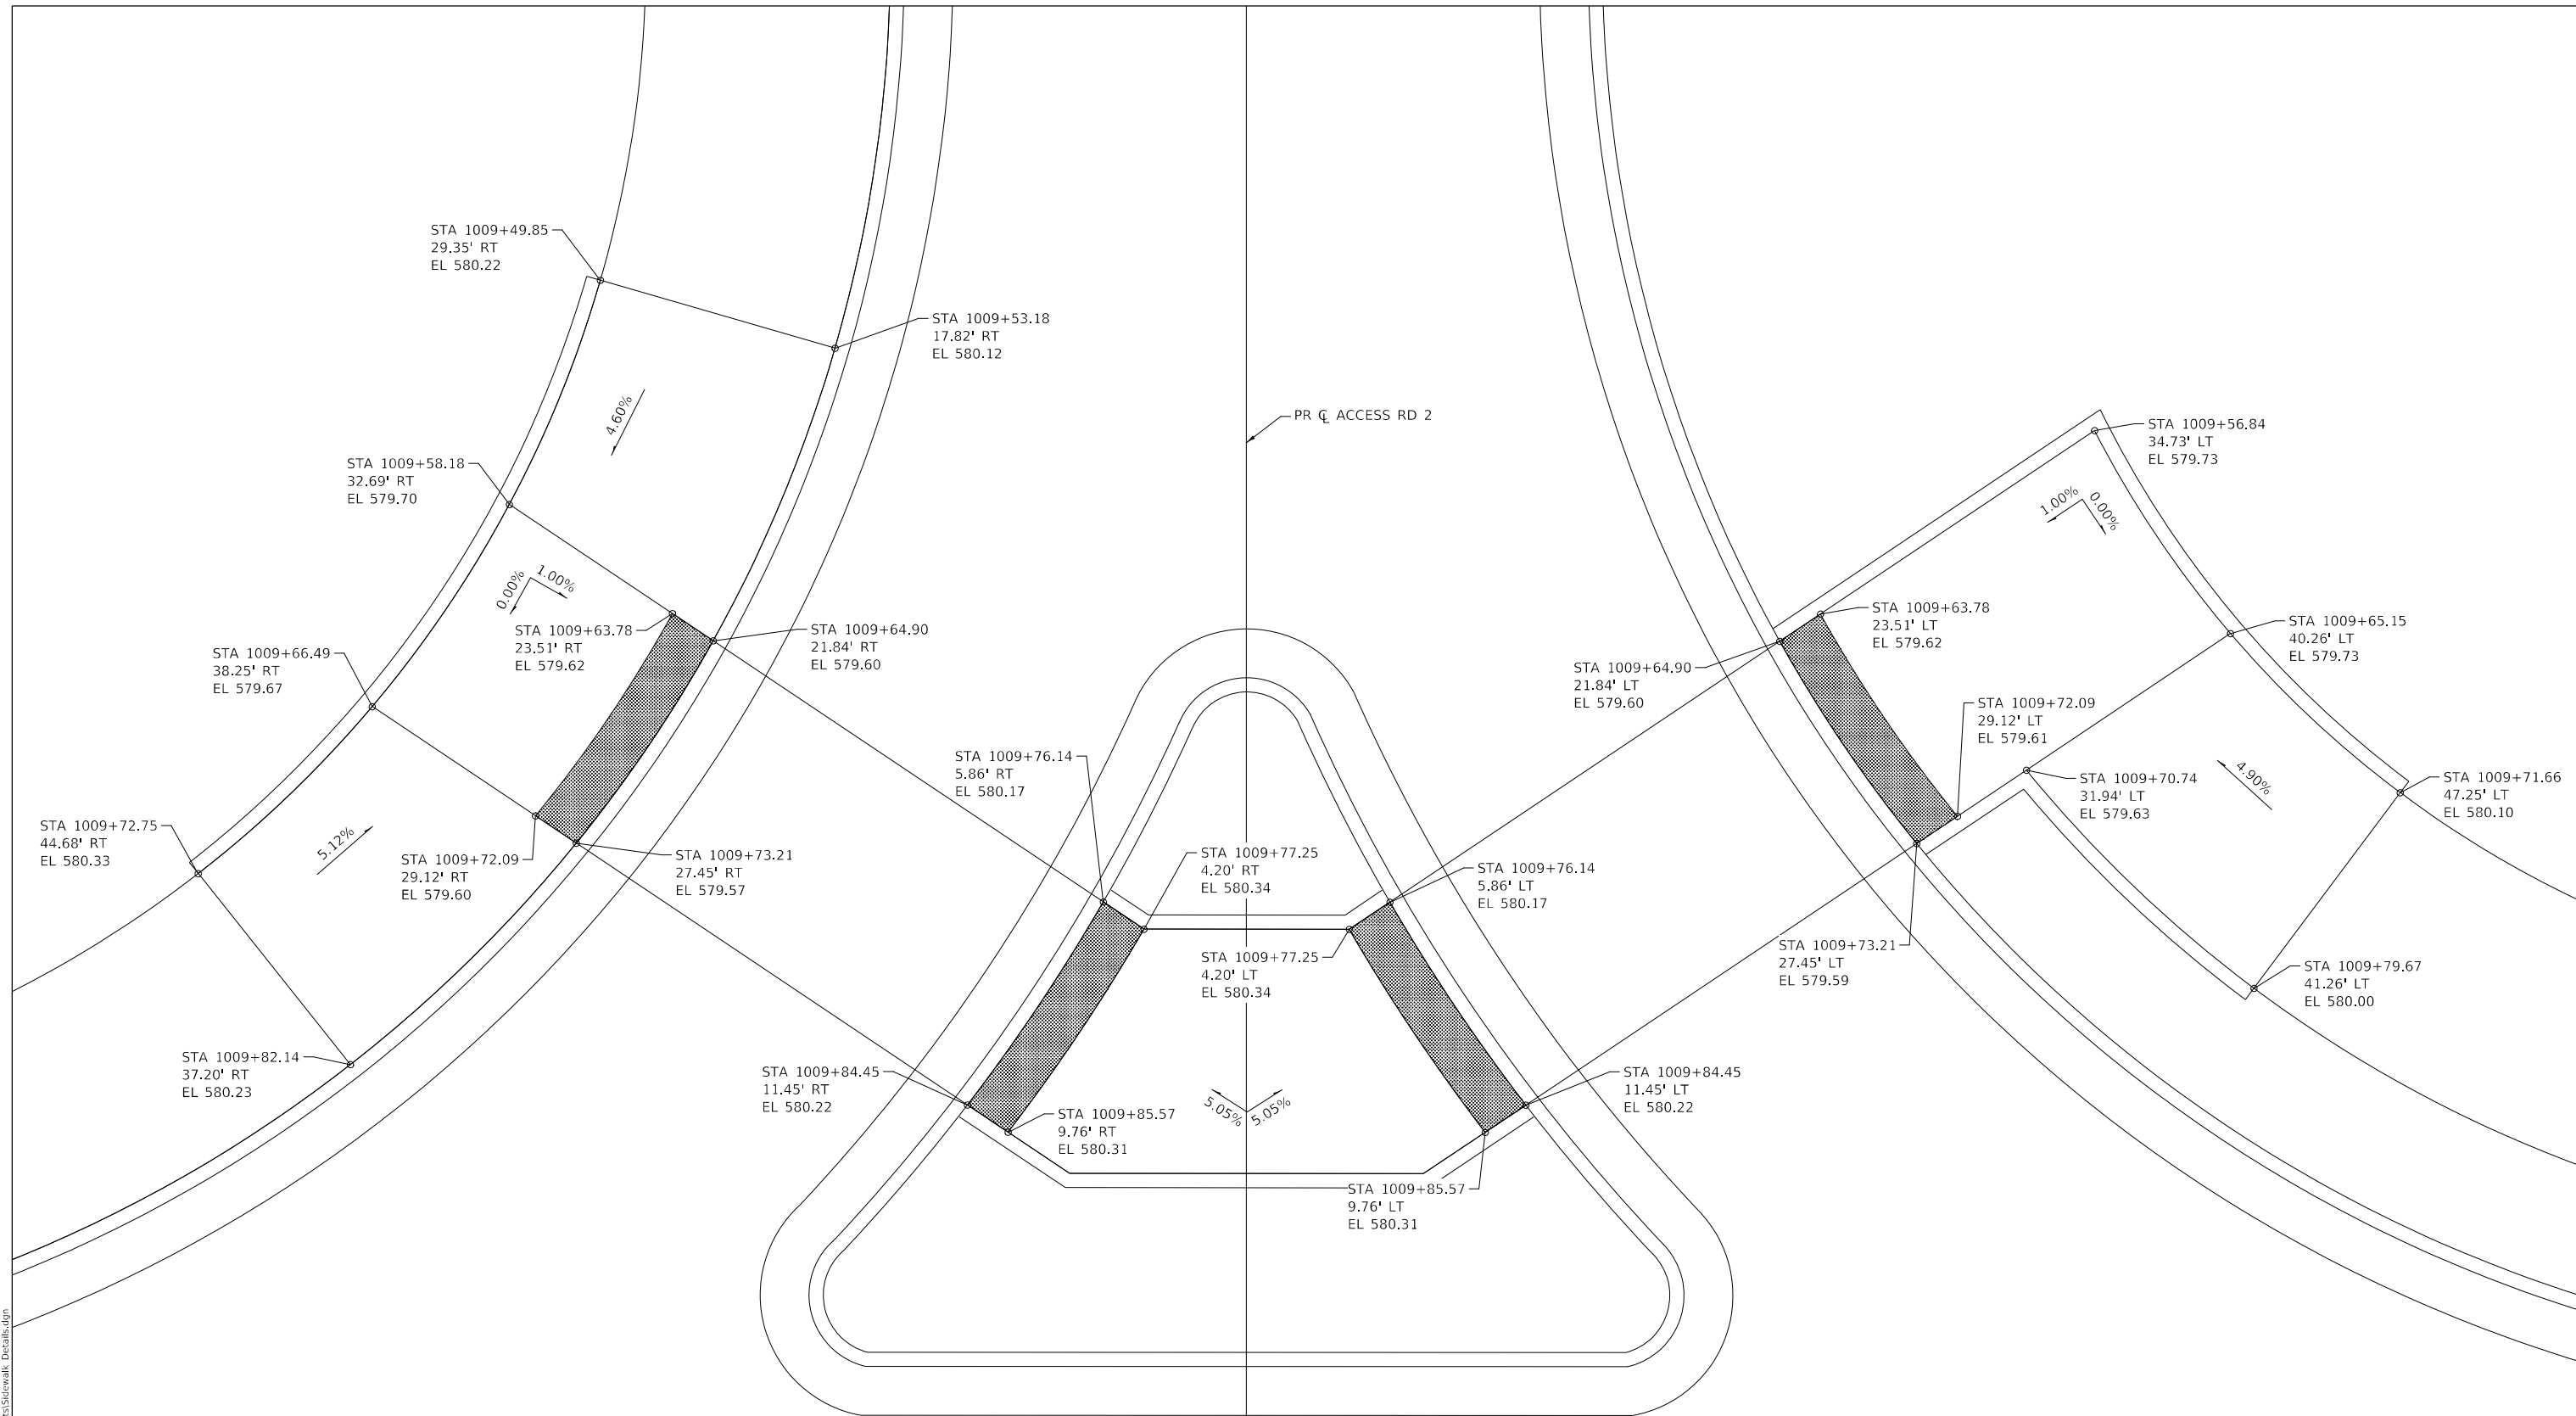 STA 1009+49.85
29.35' RT
EL 580.22
STA 1009+53.18
17.82' RT
EL 580.12
4.60%
STA 1009+58.18
32.69' RT
EL 579.70
0.00%
1.00%
STA 1009+63.78
23.51' RT
EL 579.62
STA 1009+64.90
21.84' RT
EL 579.60
STA 1009+66.49
38.25' RT
EL 579.67
STA 1009+72.75
44.68' RT
EL 580.33
5.12%
STA 1009+72.09
29.12' RT
EL 579.60
STA 1009+73.21
27.45' RT
EL 579.57
STA 1009+82.14
37.20' RT
EL 580.23
PR ℄ ACCESS RD 2
STA 1009+76.14
5.86' RT
EL 580.17
STA 1009+77.25
4.20' RT
EL 580.34
STA 1009+76.14
5.86' LT
EL 580.17
STA 1009+77.25
4.20' LT
EL 580.34
STA 1009+84.45
11.45' RT
EL 580.22
STA 1009+85.57
9.76' RT
EL 580.31
5.05%
5.05%
STA 1009+84.45
11.45' LT
EL 580.22
STA 1009+85.57
9.76' LT
EL 580.31
STA 1009+56.84
34.73' LT
EL 579.73
1.00%
0.00%
STA 1009+63.78
23.51' LT
EL 579.62
STA 1009+64.90
21.84' LT
EL 579.60
STA 1009+65.15
40.26' LT
EL 579.73
STA 1009+72.09
29.12' LT
EL 579.61
STA 1009+70.74
31.94' LT
EL 579.63
4.90%
STA 1009+71.66
47.25' LT
EL 580.10
STA 1009+73.21
27.45' LT
EL 579.59
STA 1009+79.67
41.26' LT
EL 580.00
ts\Sidewalk Details.dgn